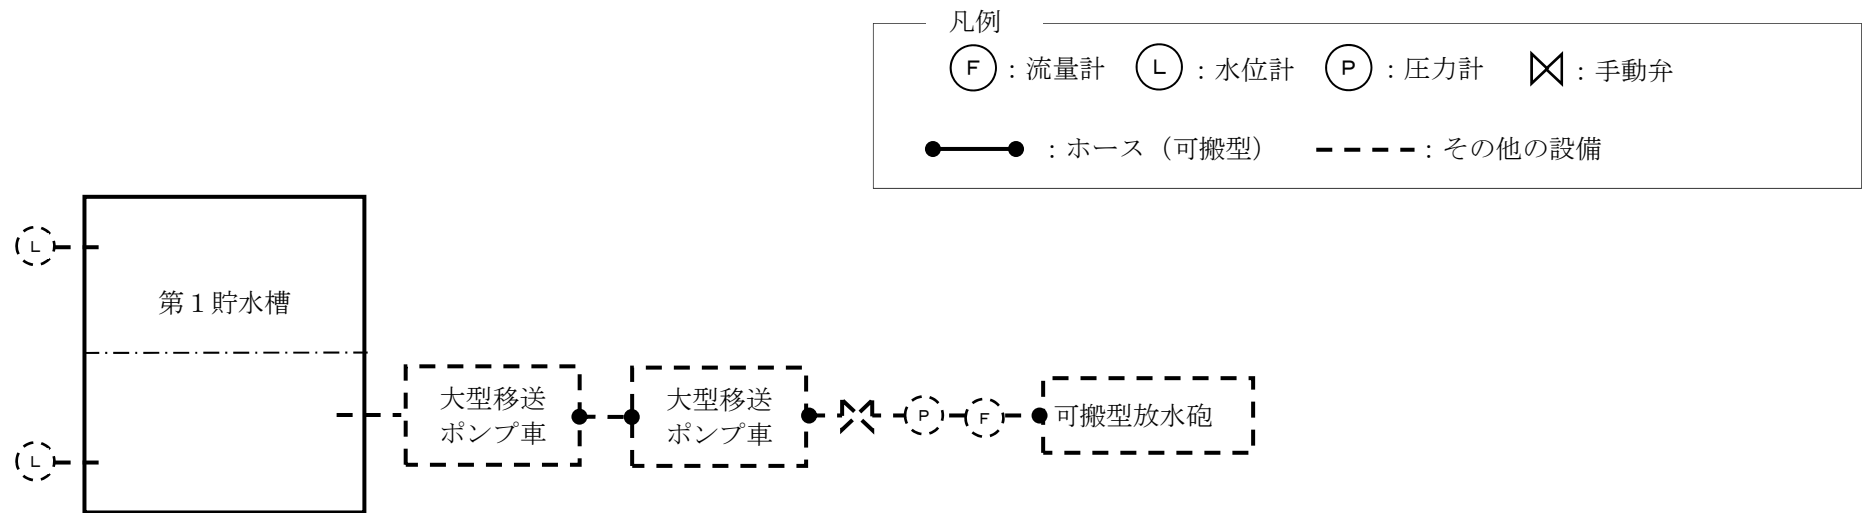 凡例
F : 流量計 L : 水位計 P : 圧力計 : 手動弁
: ホース（可搬型） : その他の設備
L
第１貯水槽
大型移送
ポンプ車
大型移送
ポンプ車
P
F
可搬型放水砲
L